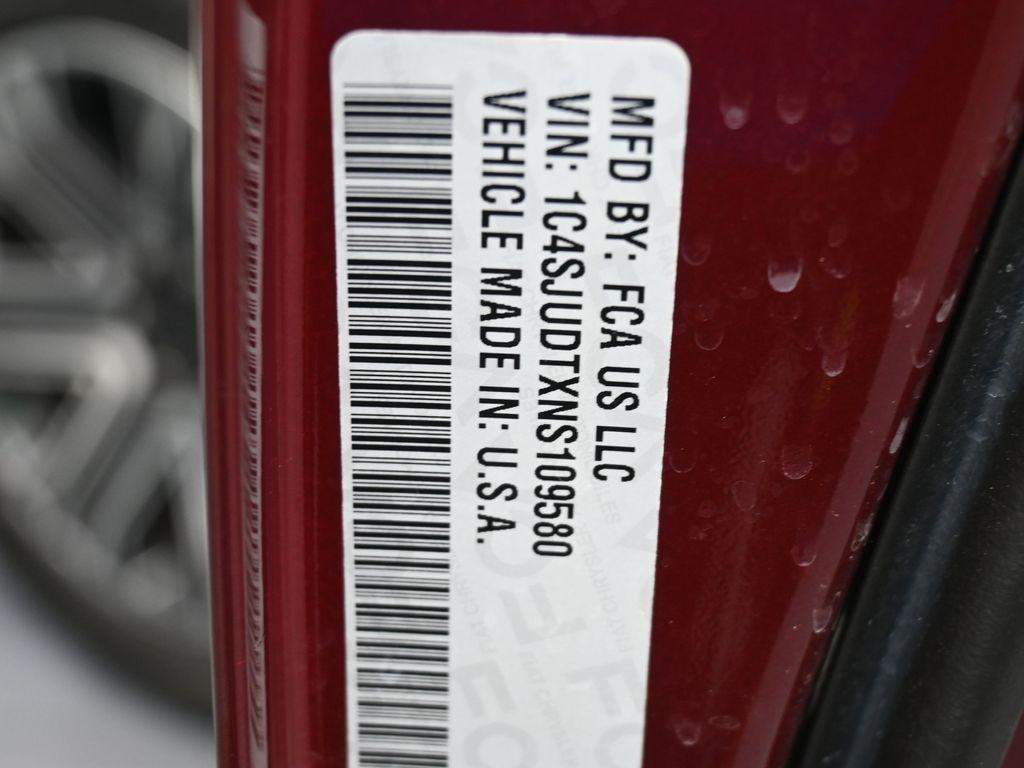 MFD BY: FCA US LLC
VIN: 1C4SJUDTXNS109580
VEHICLE MADE IN: U.S.A.